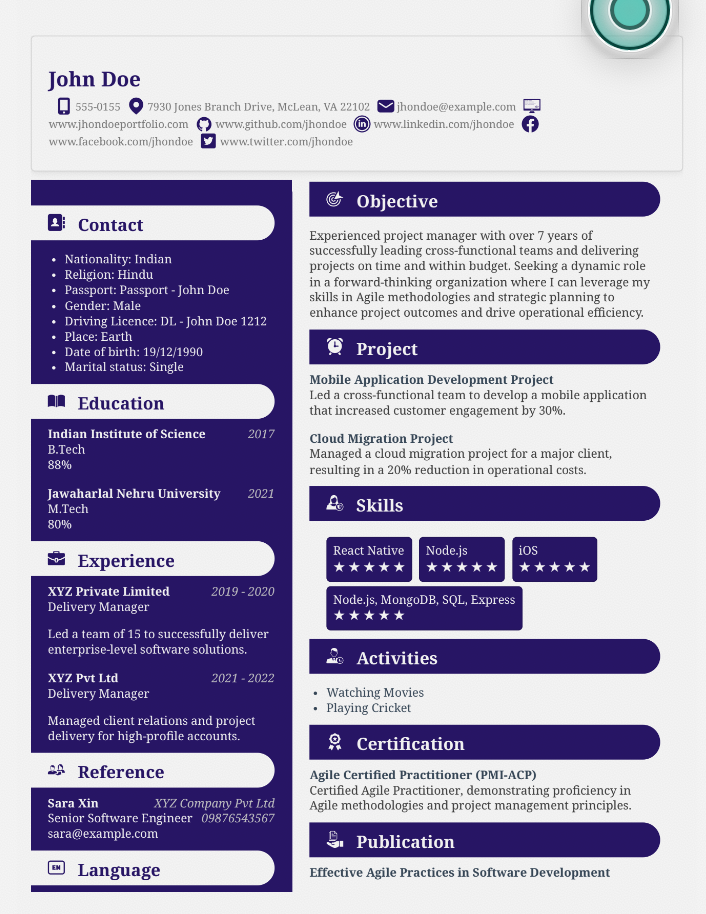 John Doe
555-0155 7930 Jones Branch Drive, McLean, VA 22102 jhondoe@example.com
www.jhondoeportfolio.com www.github.com/jhondoe in www.linkedin.com/jhondoe
www.facebook.com/jhondoe www.twitter.com/jhondoe
Contact
• Nationality: Indian
• Religion: Hindu
• Passport: Passport - John Doe
• Gender: Male
• Driving Licence: DL - John Doe 1212
• Place: Earth
• Date of birth: 19/12/1990
• Marital status: Single
Education
Indian Institute of Science 2017
B.Tech
88%
Jawaharlal Nehru University 2021
M.Tech
80%
Experience
XYZ Private Limited 2019 - 2020
Delivery Manager
Led a team of 15 to successfully deliver
enterprise-level software solutions.
XYZ Pvt Ltd 2021 - 2022
Delivery Manager
Managed client relations and project
delivery for high-profile accounts.
Reference
Sara Xin XYZ Company Pvt Ltd
Senior Software Engineer 09876543567
sara@example.com
EN Language
Objective
Experienced project manager with over 7 years of
successfully leading cross-functional teams and delivering
projects on time and within budget. Seeking a dynamic role
in a forward-thinking organization where I can leverage my
skills in Agile methodologies and strategic planning to
enhance project outcomes and drive operational efficiency.
Project
Mobile Application Development Project
Led a cross-functional team to develop a mobile application
that increased customer engagement by 30%.
Cloud Migration Project
Managed a cloud migration project for a major client,
resulting in a 20% reduction in operational costs.
Skills
React Native Node.js iOS
★★★★★ ★★★★★ ★★★★★
Node.js, MongoDB, SQL, Express
★★★★★
Activities
• Watching Movies
• Playing Cricket
Certification
Agile Certified Practitioner (PMI-ACP)
Certified Agile Practitioner, demonstrating proficiency in
Agile methodologies and project management principles.
Publication
Effective Agile Practices in Software Development